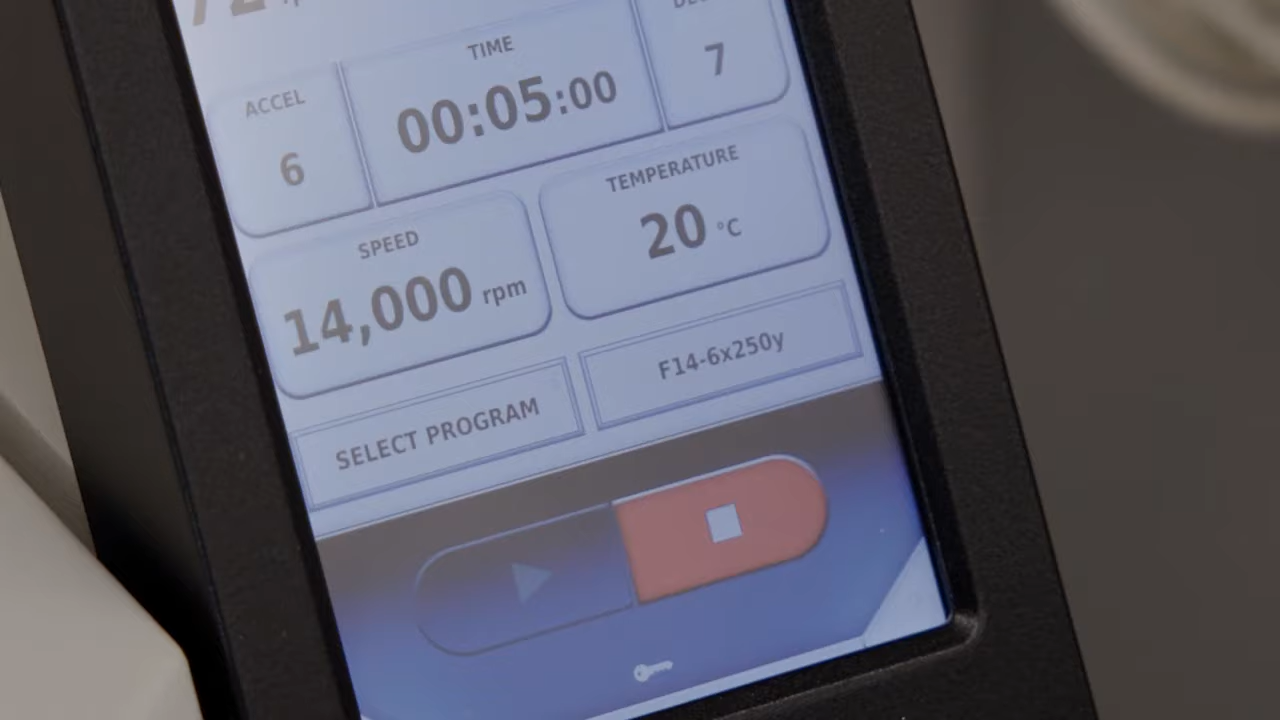 ACCEL
6
TIME
00:05:00
7
SPEED
14,000 rpm
TEMPERATURE
20 °C
SELECT PROGRAM
F14-6x250y